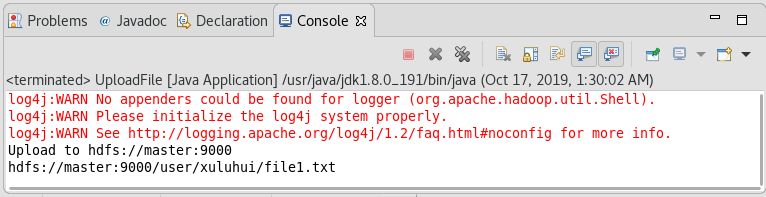 Problems @ Javadoc Declaration Console
<terminated> UploadFile [Java Application] /usr/java/jdk1.8.0_191/bin/java (Oct 17, 2019, 1:30:02 AM)
log4j:WARN No appenders could be found for logger (org.apache.hadoop.util.Shell).
log4j:WARN Please initialize the log4j system properly.
log4j:WARN See http://logging.apache.org/log4j/1.2/faq.html#noconfig for more info.
Upload to hdfs://master:9000
hdfs://master:9000/user/xuluhui/file1.txt